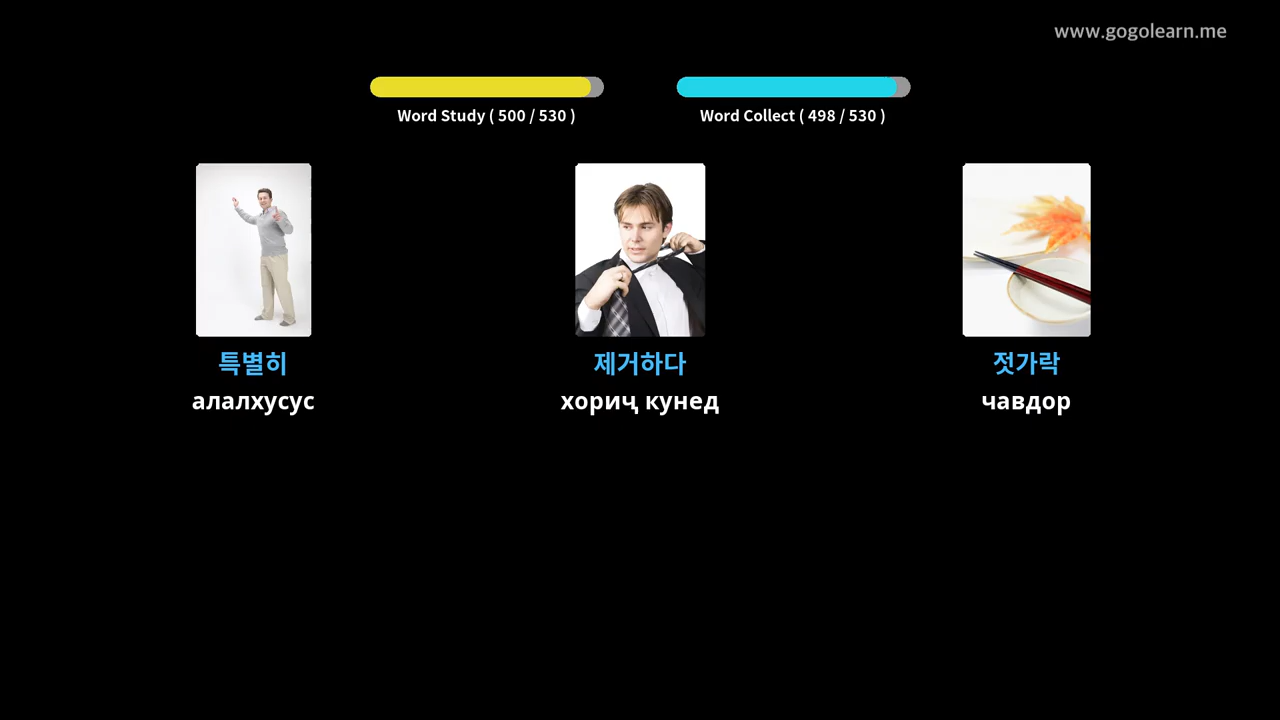 www.gogolearn.me
Word Study ( 500 / 530 )
Word Collect ( 498 / 530 )
특별히
제거하다
젓가락
алалхусус
хориҷ кунед
чавдор